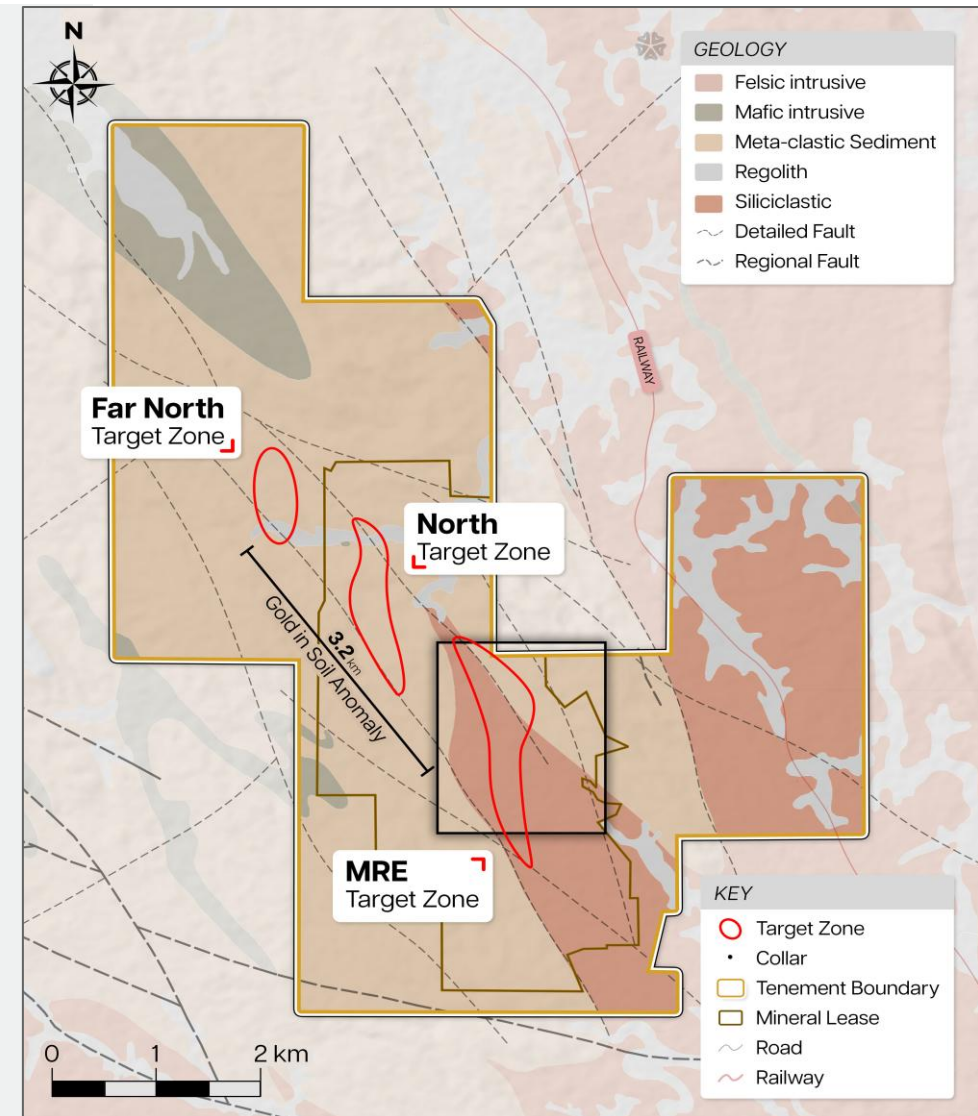 N
GEOLOGY
Felsic intrusive
Mafic intrusive
Meta-clastic Sediment
Regolith
Siliciclastic
Detailed Fault
Regional Fault
RAILWAY
Far North
Target Zone
North
Target Zone
3.2 km
Gold in Soil Anomaly
MRE
Target Zone
KEY
Target Zone
Collar
Tenement Boundary
Mineral Lease
Road
Railway
0 1 2 km